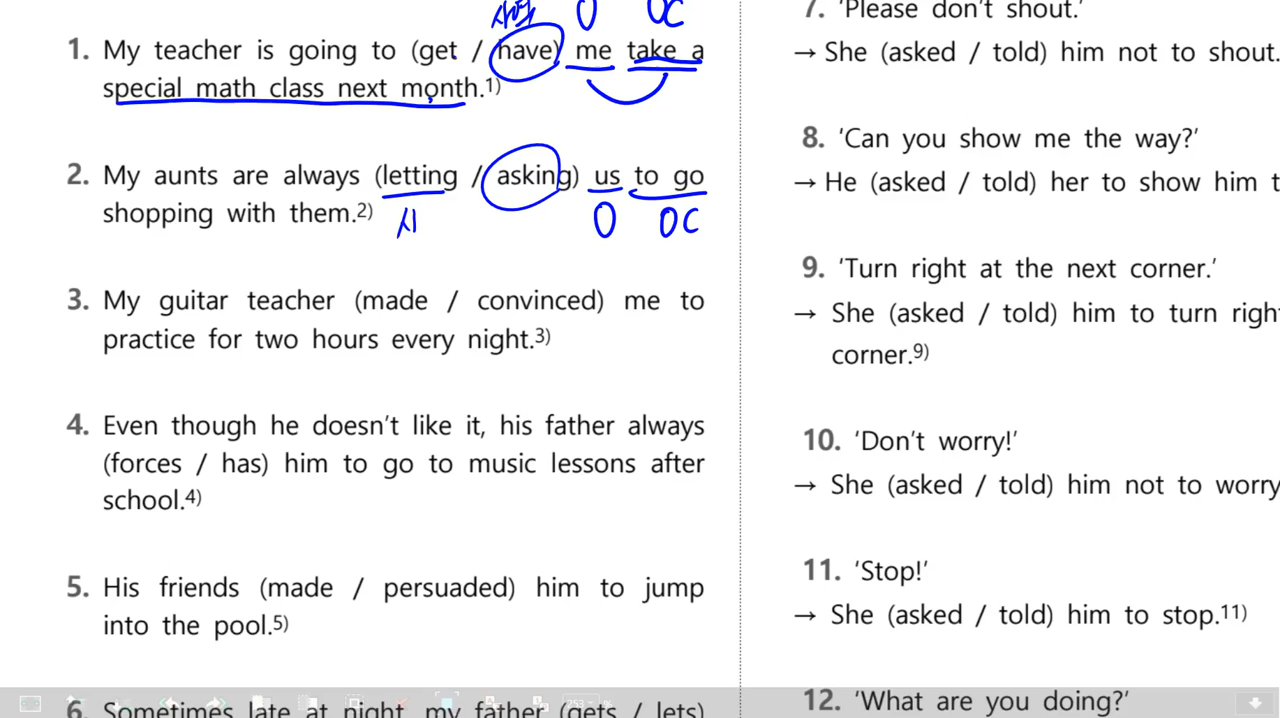 사역 O OC
1. My teacher is going to (get / have) me take a
special math class next month.1)
2. My aunts are always (letting / asking) us to go
shopping with them.2)
사 O OC
3. My guitar teacher (made / convinced) me to
practice for two hours every night.3)
4. Even though he doesn't like it, his father always
(forces / has) him to go to music lessons after
school.4)
5. His friends (made / persuaded) him to jump
into the pool.5)
6. Sometimes late at night, my father (gets / lets)
7. 'Please don't shout.'
→ She (asked / told) him not to shout.
8. 'Can you show me the way?'
→ He (asked / told) her to show him t
9. 'Turn right at the next corner.'
→ She (asked / told) him to turn righ
corner.9)
10. 'Don't worry!'
→ She (asked / told) him not to worry
11. 'Stop!'
→ She (asked / told) him to stop.11)
12. 'What are you doing?'